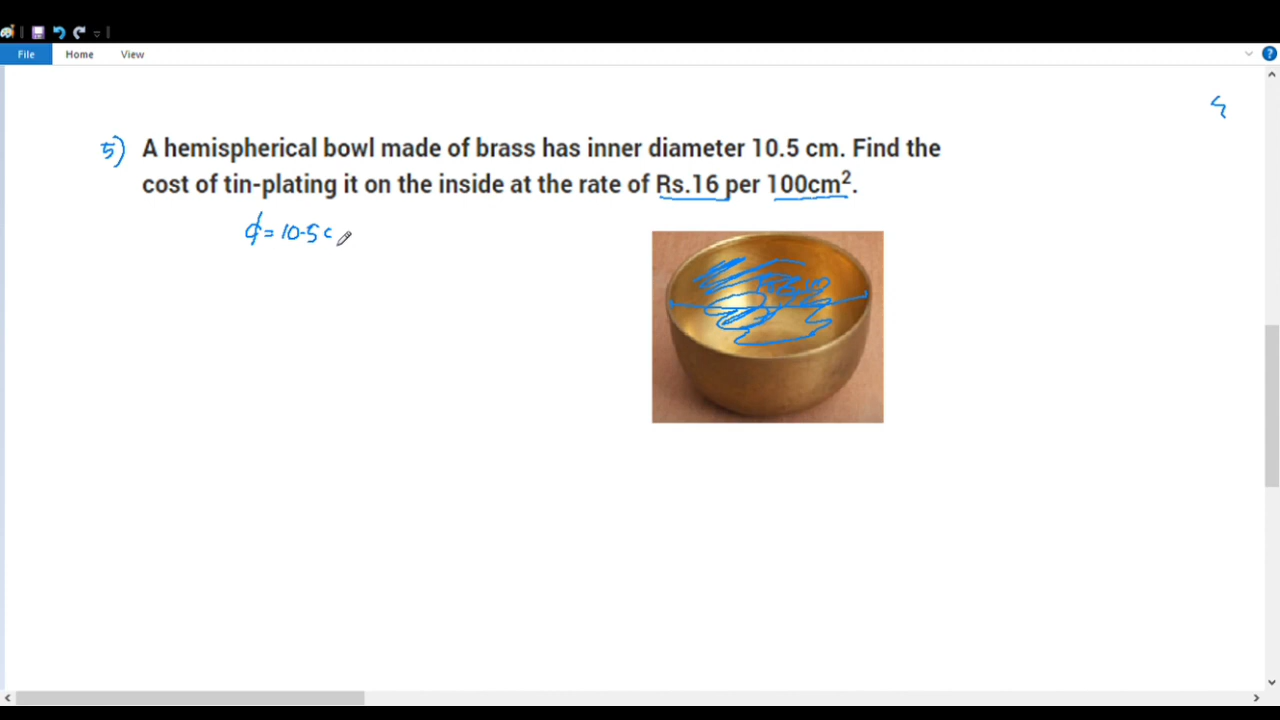 File Home View
5) A hemispherical bowl made of brass has inner diameter 10.5 cm. Find the
cost of tin-plating it on the inside at the rate of Rs.16 per 100cm².
d = 10.5 c